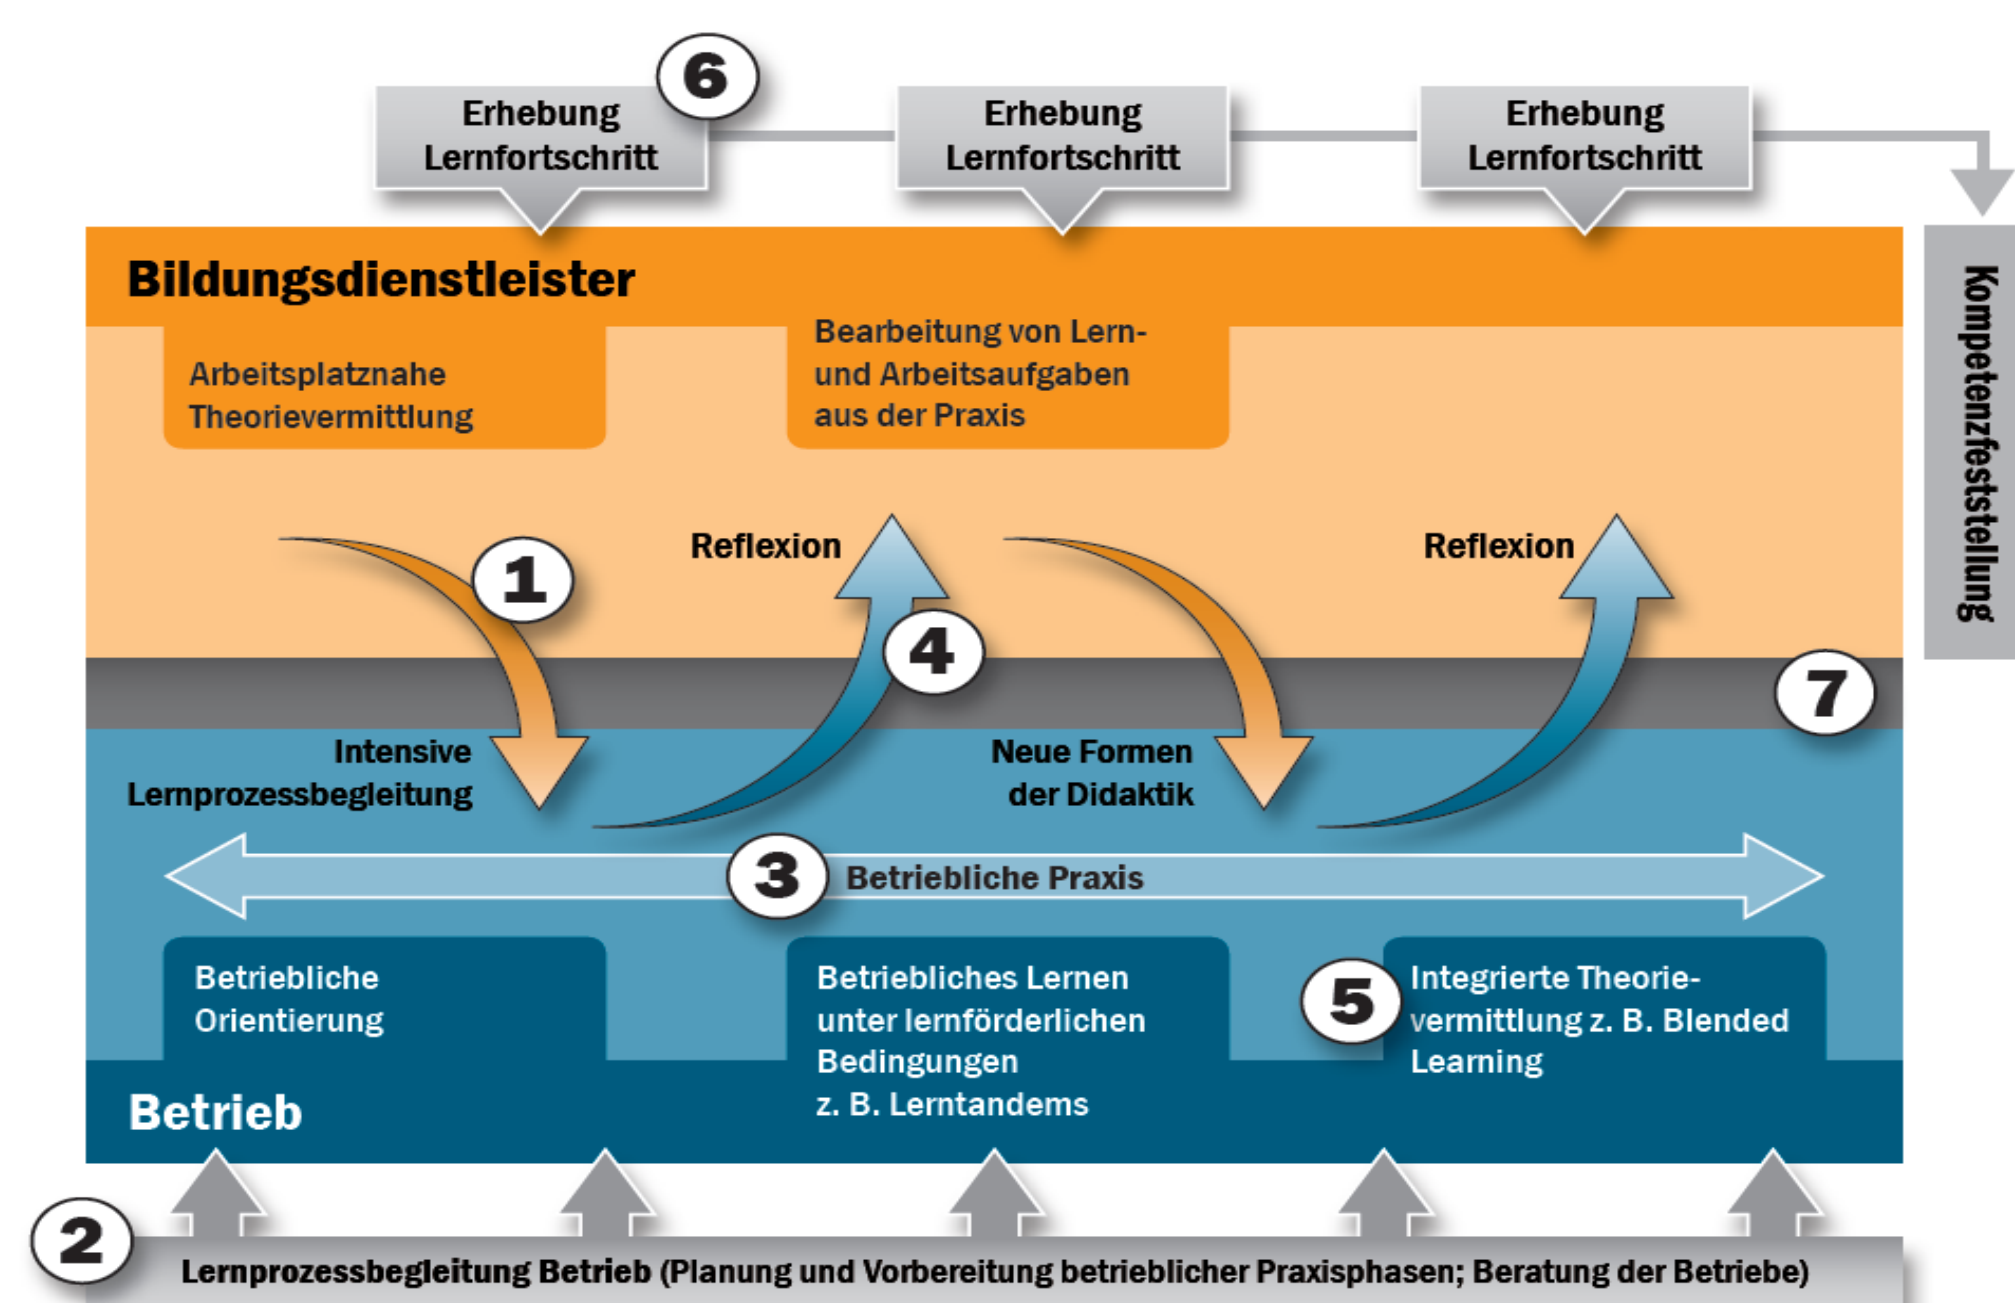 6
Erhebung
Lernfortschritt
Erhebung
Lernfortschritt
Erhebung
Lernfortschritt
Bildungsdienstleister
Kompetenzfeststellung
Arbeitsplatznahe
Theorievermittlung
Bearbeitung von Lern-
und Arbeitsaufgaben
aus der Praxis
1
Reflexion
4
Reflexion
7
Intensive
Lernprozessbegleitung
Neue Formen
der Didaktik
3
Betriebliche Praxis
Betriebliche
Orientierung
Betriebliches Lernen
unter lernförderlichen
Bedingungen
z. B. Lerntandems
5
Integrierte Theorie-
vermittlung z. B. Blended
Learning
Betrieb
2
Lernprozessbegleitung Betrieb (Planung und Vorbereitung betrieblicher Praxisphasen; Beratung der Betriebe)